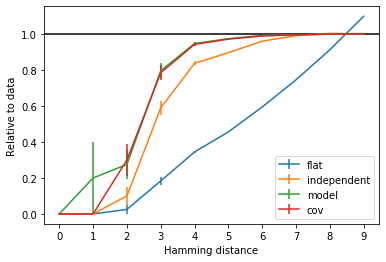 1.0
0.8
0.6
0.4
0.2
0.0
Relative to data
0 1 2 3 4 5 6 7 8 9
Hamming distance
flat
independent
model
cov